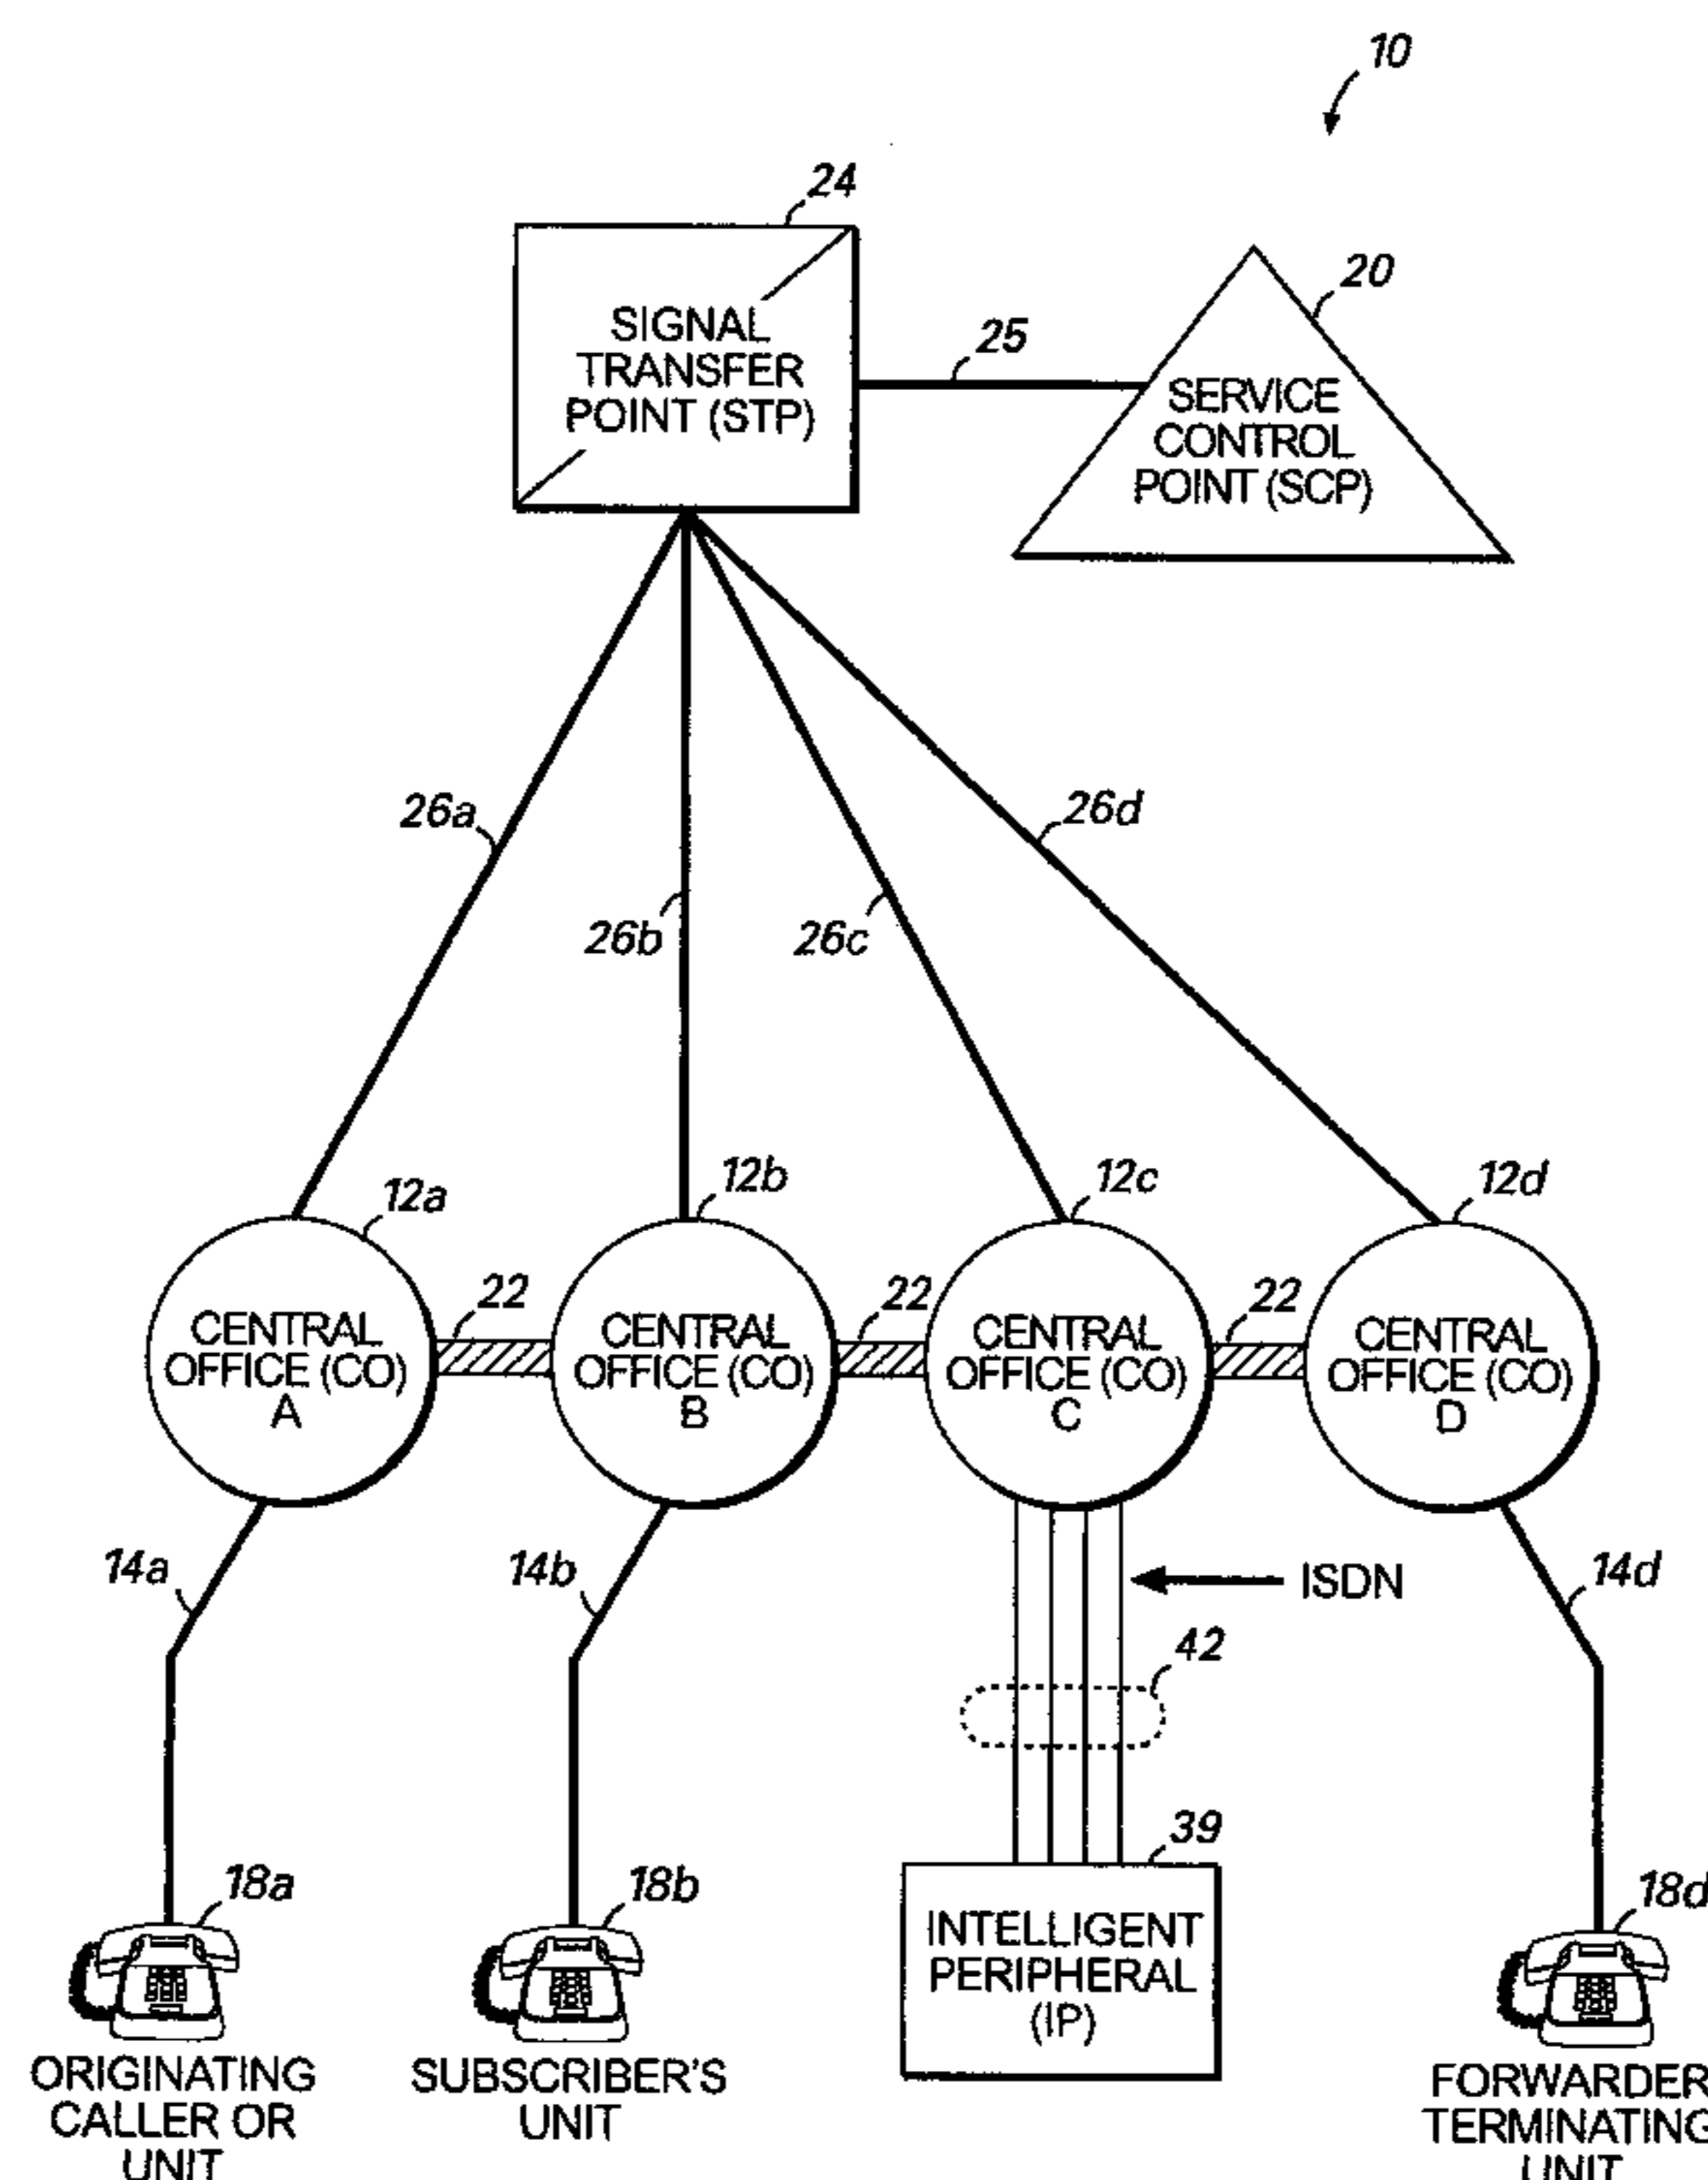 10
24
SIGNAL
TRANSFER
POINT (STP)
25
20
SERVICE
CONTROL
POINT (SCP)
26a
26b
26c
26d
12a
12b
12c
12d
CENTRAL
OFFICE (CO)
A
22
CENTRAL
OFFICE (CO)
B
22
CENTRAL
OFFICE (CO)
C
22
CENTRAL
OFFICE (CO)
D
14a
14b
ISDN
14d
42
39
18a
18b
18d
INTELLIGENT
PERIPHERAL
(IP)
ORIGINATING
CALLER OR
UNIT
SUBSCRIBER'S
UNIT
FORWARDER
TERMINATING
UNIT